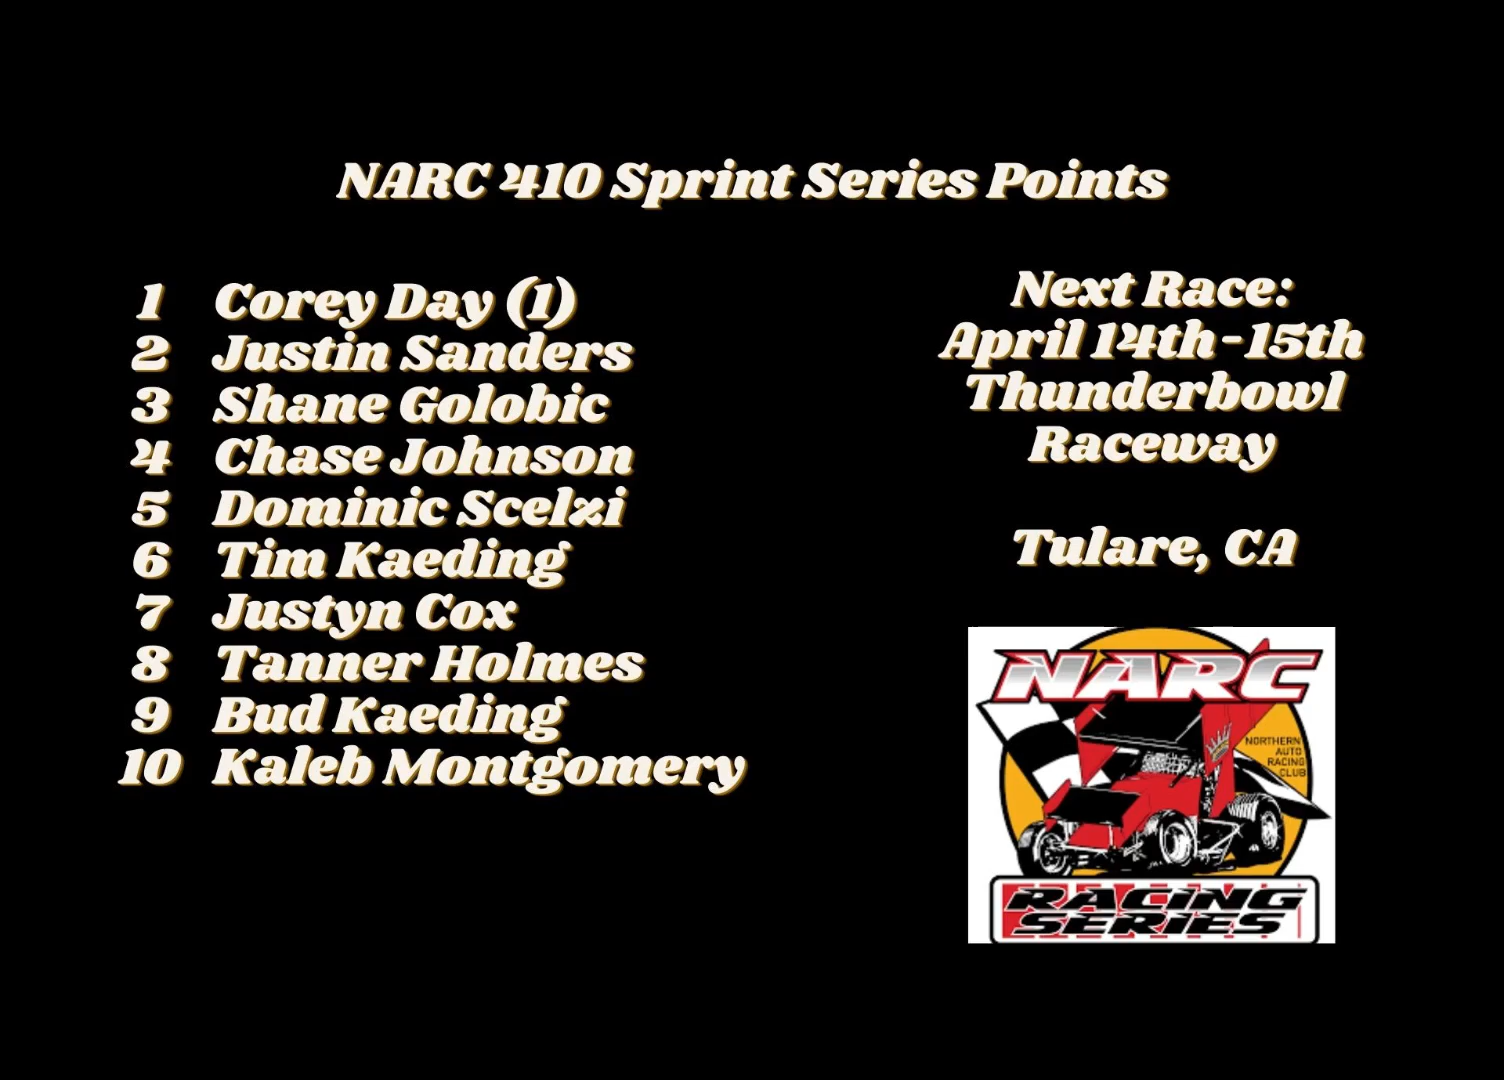 NARC 410 Sprint Series Points
1 Corey Day (1)
2 Justin Sanders
3 Shane Golobic
4 Chase Johnson
5 Dominic Scelzi
6 Tim Kaeding
7 Justyn Cox
8 Tanner Holmes
9 Bud Kaeding
10 Kaleb Montgomery
Next Race:
April 14th-15th
Thunderbowl
Raceway
Tulare, CA
NARC
NORTHERN
AUTO
RACING
CLUB
RACING
SERIES